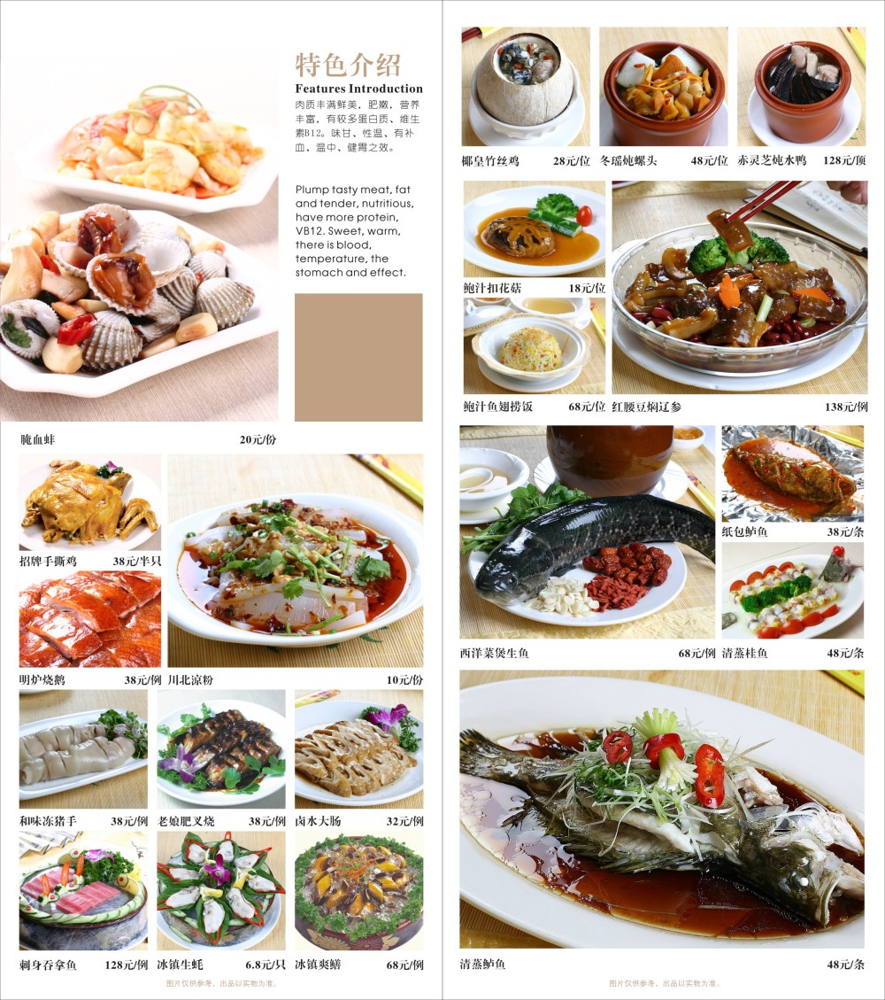 特色介绍
Features Introduction
肉质丰满鲜美，肥嫩，营养
丰富，有较多蛋白质、维生
素B12。味甘、性温、有补
血、温中、健胃之效。
Plump tasty meat, fat
and tender, nutritious,
have more protein,
VB12. Sweet, warm,
there is blood,
temperature, the
stomach and effect.
腌血蚌 20元/份
招牌手撕鸡 38元/半只
明炉烧鹅 38元/例
川北凉粉 10元/份
和味冻猪手 38元/例
老娘肥叉烧 38元/例
卤水大肠 32元/例
刺身吞拿鱼 128元/例
冰镇生蚝 6.8元/只
冰镇爽鳝 68元/例
图片仅供参考，出品以实物为准。
椰皇竹丝鸡 28元/位
冬瑶炖螺头 48元/位
赤灵芝炖水鸭 128元/顶
鲍汁扣花菇 18元/位
鲍汁鱼翅捞饭 68元/位
红腰豆焖辽参 138元/例
西洋菜煲生鱼 68元/例
纸包鲈鱼 38元/条
清蒸桂鱼 48元/条
清蒸鲈鱼 48元/条
图片仅供参考，出品以实物为准。